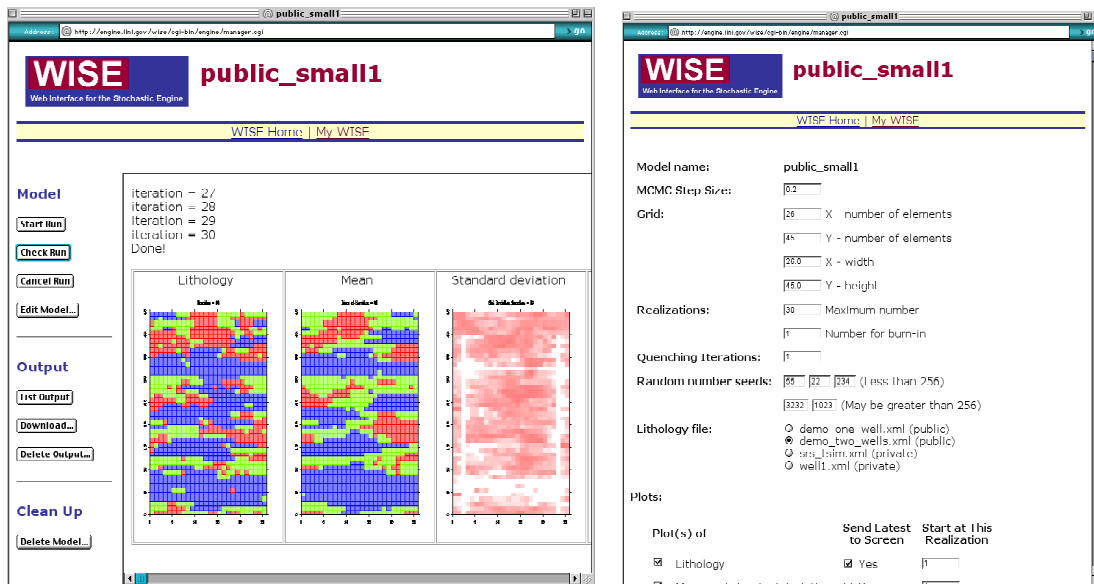 public_small1
Address: http://engine.llnl.gov/wise/cgi-bin/engine/manager.cgi go
WISE
Web Interface for the Stochastic Engine
public_small1
WISE Home | My WISE
Model
Start Run
Check Run
Cancel Run
Edit Model...
Output
List Output
Download...
Delete Output...
Clean Up
Delete Model...
iteration = 27
iteration = 28
iteration = 29
iteration = 30
Done!
Lithology
Mean
Standard deviation
public_small1
Address: http://engine.llnl.gov/wise/cgi-bin/engine/manager.cgi
WISE
Web Interface for the Stochastic Engine
public_small1
WISE Home | My WISE
Model name: public_small1
MCMC Step Size: 0.2
Grid: 26 X - number of elements
45 Y - number of elements
26.0 X - width
45.0 Y - height
Realizations: 30 Maximum number
1 Number for burn-in
Quenching Iterations: 1
Random number seeds: 22 234 (Less than 256)
3232 1023 (May be greater than 256)
Lithology file: demo_one_well.xml (public)
demo_two_wells.xml (public)
srs_tsim.xml (private)
well1.xml (private)
Plots:
Plot(s) of
Send Latest to Screen
Start at This Realization
Lithology Yes 1